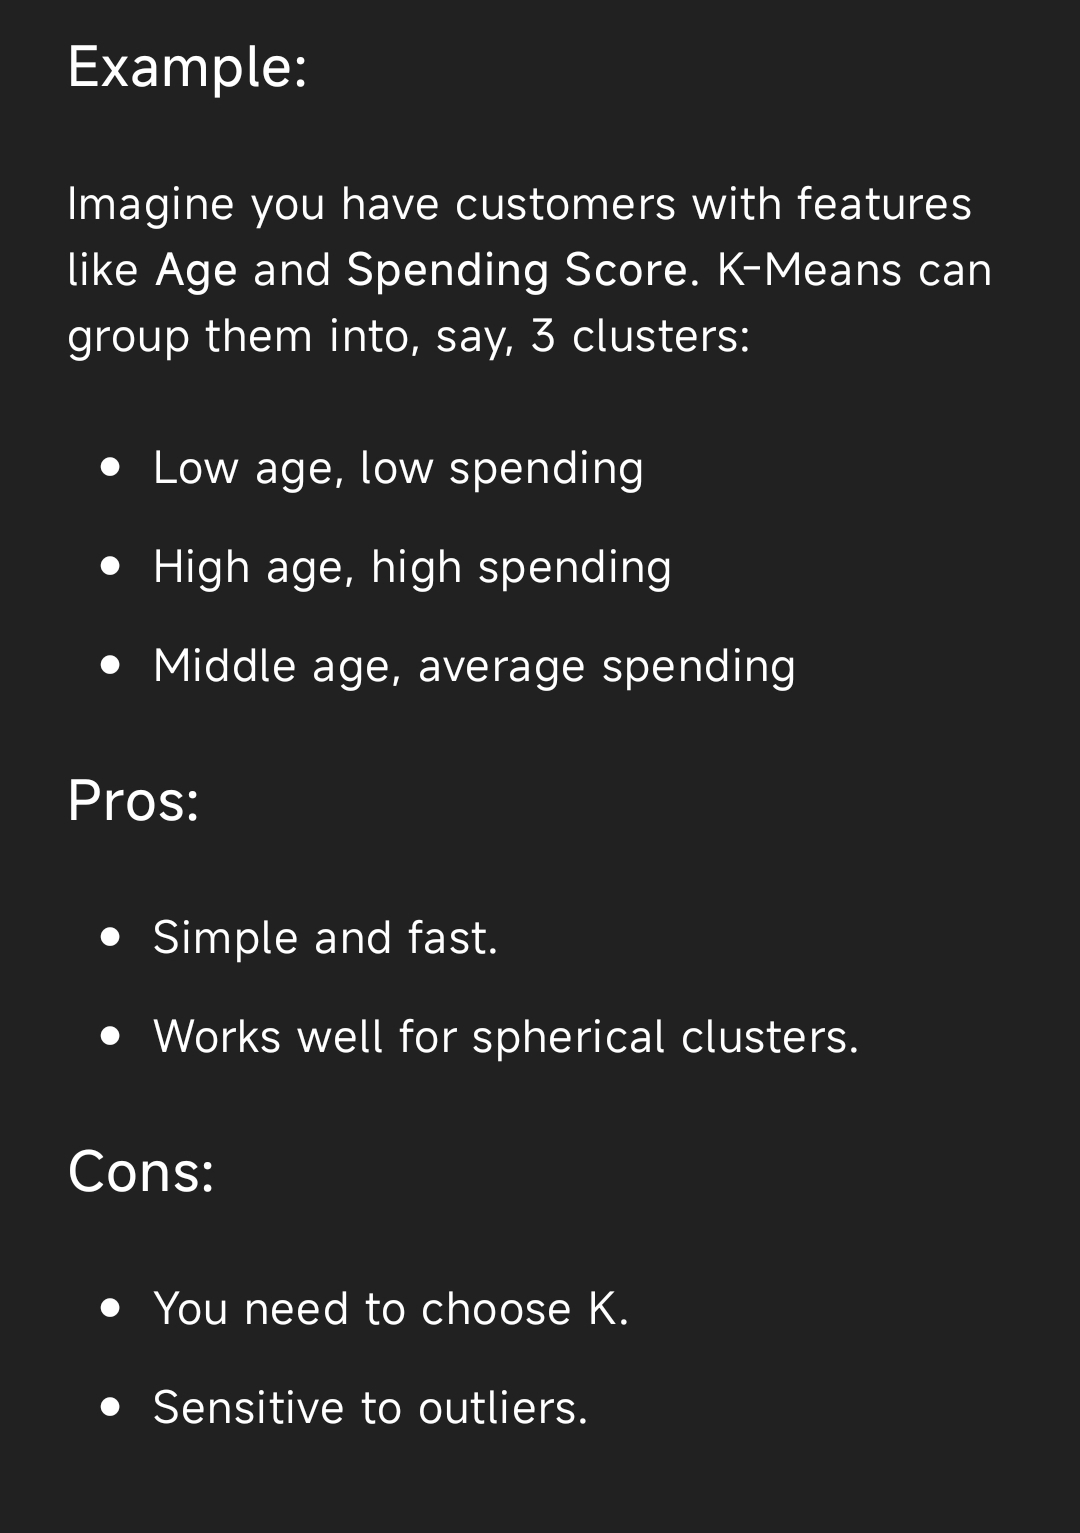 Example:
Imagine you have customers with features
like Age and Spending Score. K-Means can
group them into, say, 3 clusters:
• Low age, low spending
• High age, high spending
• Middle age, average spending
Pros:
• Simple and fast.
• Works well for spherical clusters.
Cons:
• You need to choose K.
• Sensitive to outliers.